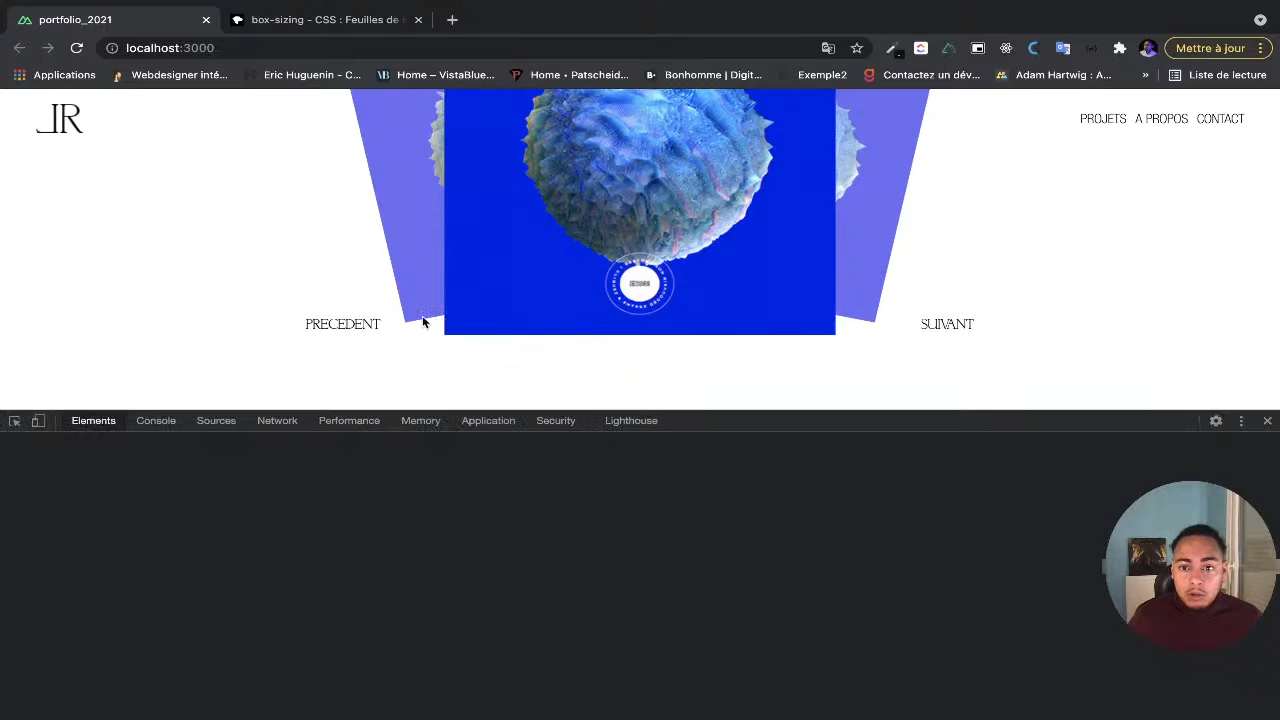 portfolio_2021
box-sizing - CSS : Feuilles de
localhost:3000
Mettre à jour
Applications
Webdesigner inté...
Eric Huguenin - C...
Home – VistaBlue...
Home • Patscheid...
Bonhomme | Digit...
Exemple2
Contactez un dév...
Adam Hartwig : A...
»
Liste de lecture
JR
PROJETS A PROPOS CONTACT
PRECEDENT
SUIVANT
Elements Console Sources Network Performance Memory Application Security Lighthouse